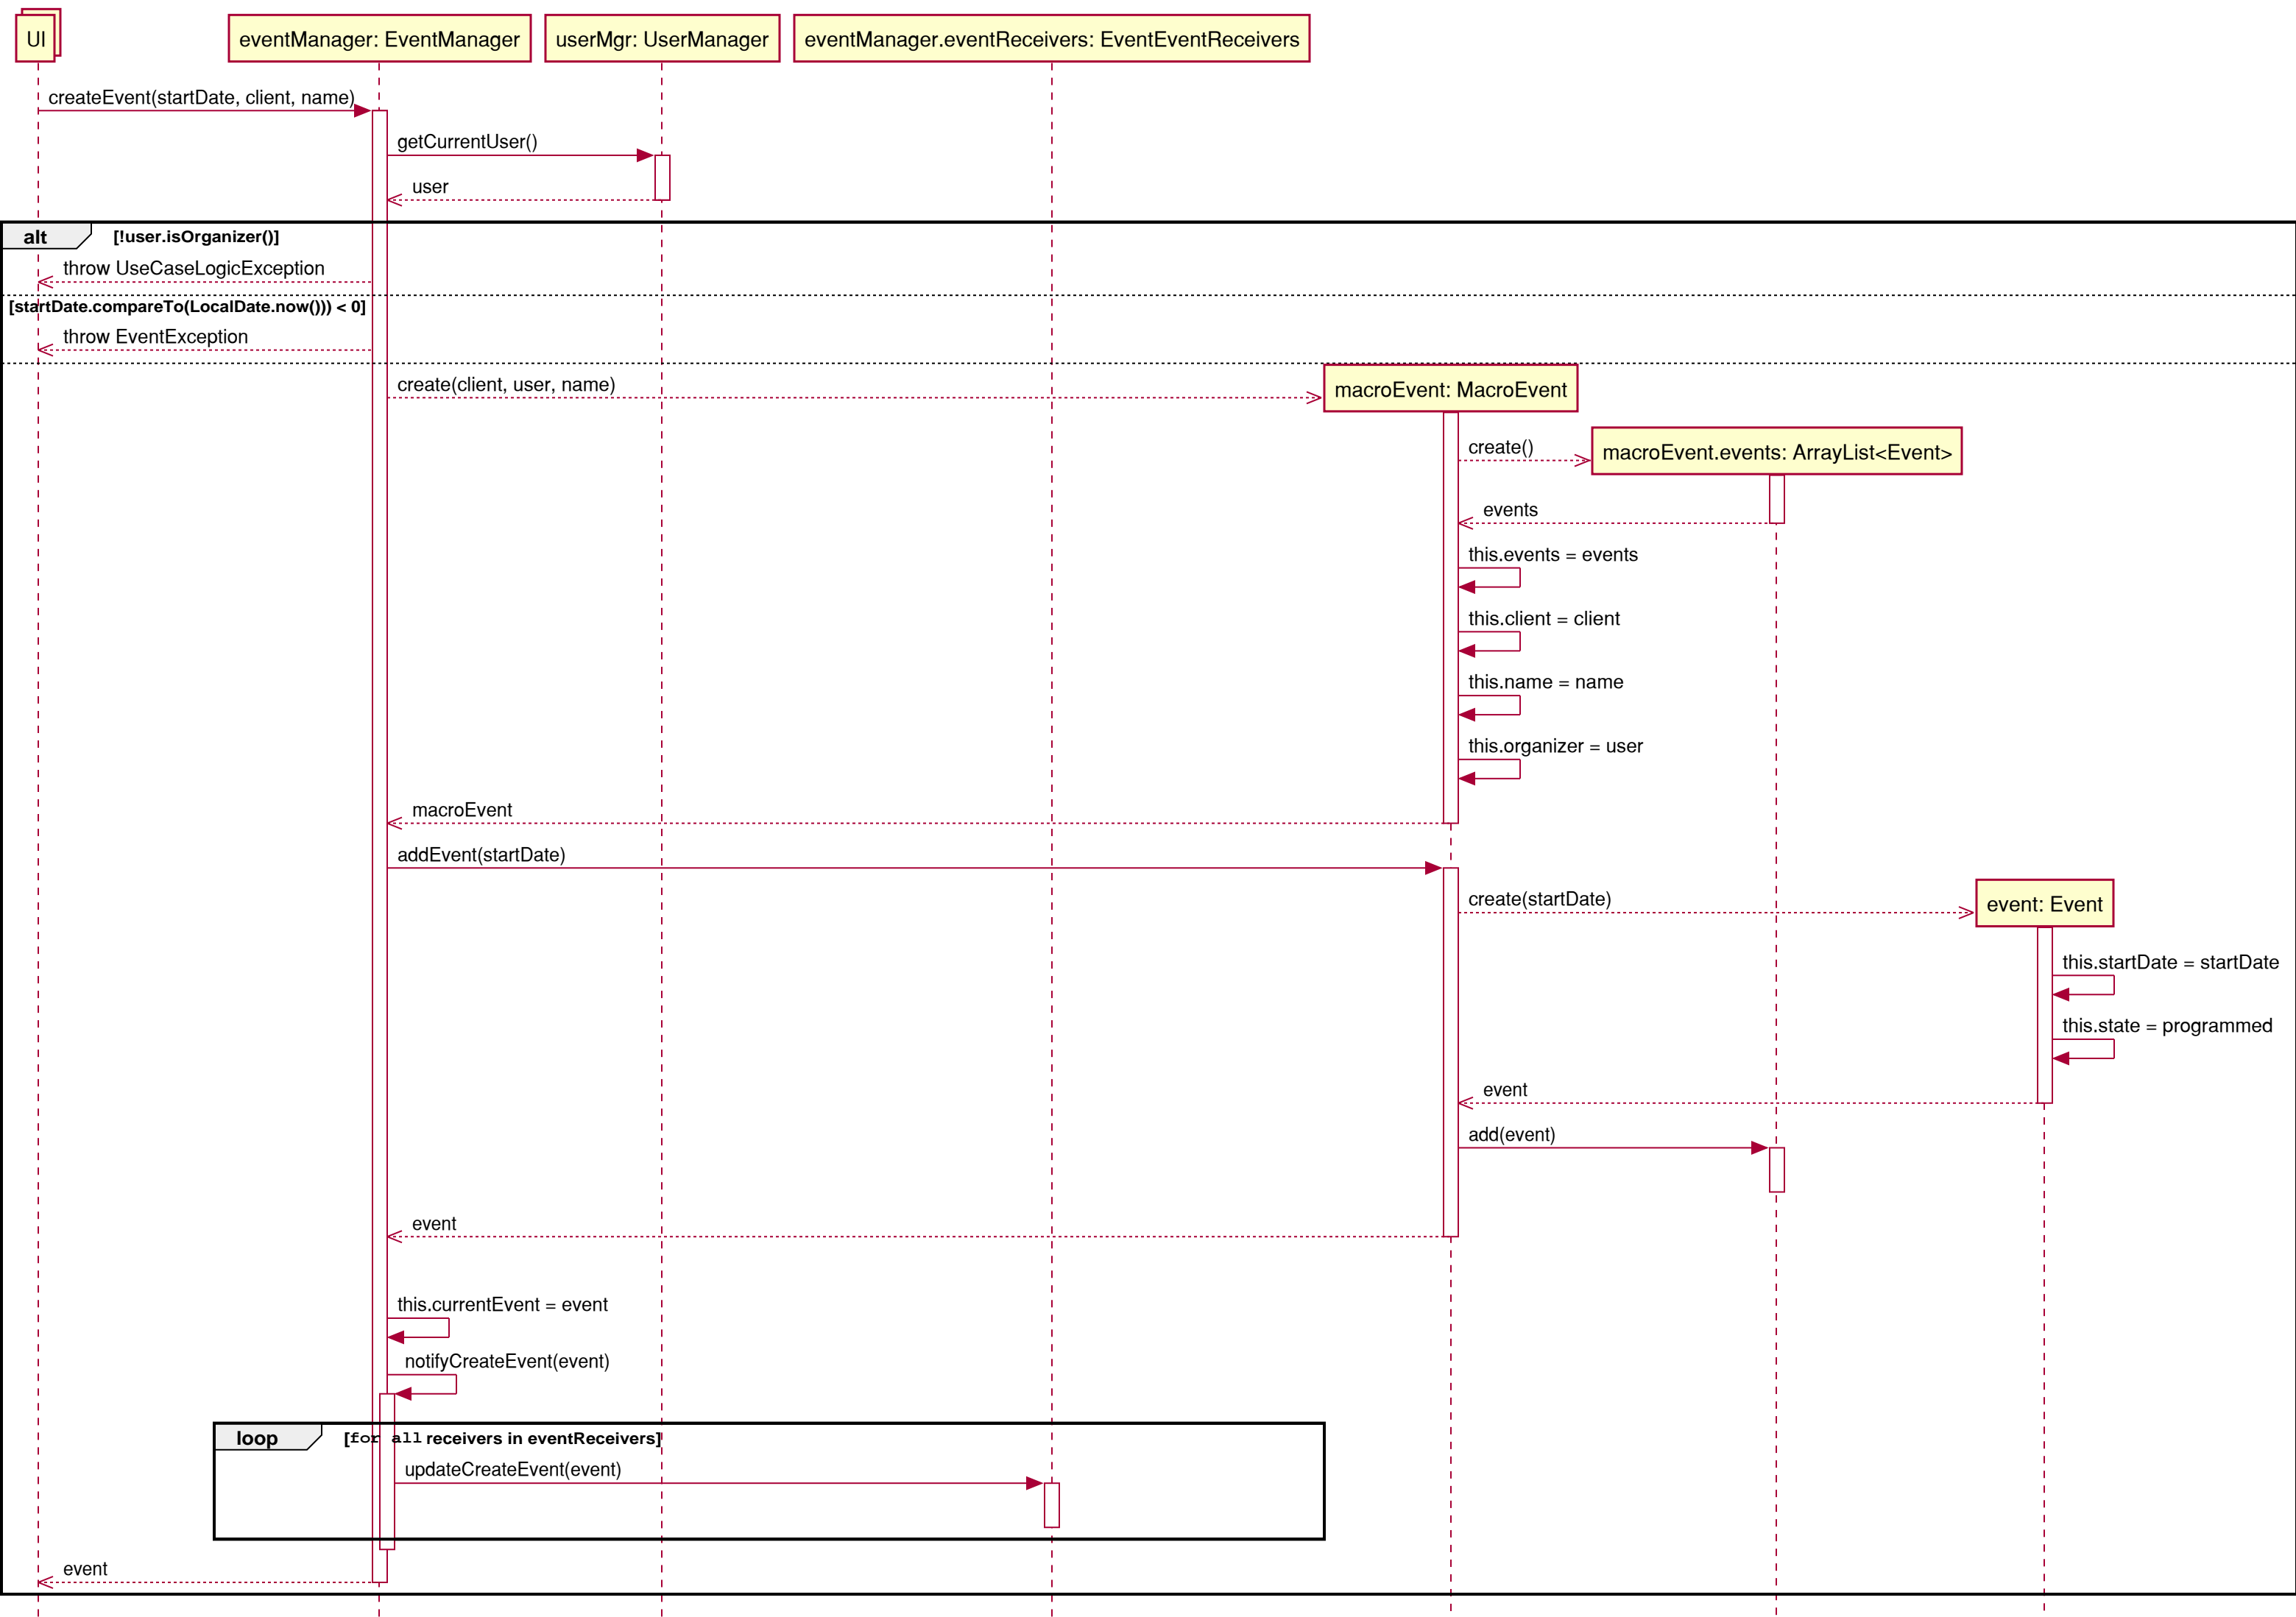 UI
eventManager: EventManager
userMgr: UserManager
eventManager.eventReceivers: EventEventReceivers
createEvent(startDate, client, name)
getCurrentUser()
user
alt
[!user.isOrganizer()]
throw UseCaseLogicException
[startDate.compareTo(LocalDate.now())) < 0]
throw EventException
create(client, user, name)
macroEvent: MacroEvent
create()
macroEvent.events: ArrayList<Event>
events
this.events = events
this.client = client
this.name = name
this.organizer = user
macroEvent
addEvent(startDate)
create(startDate)
event: Event
this.startDate = startDate
this.state = programmed
event
add(event)
event
this.currentEvent = event
notifyCreateEvent(event)
loop
[for all receivers in eventReceivers]
updateCreateEvent(event)
event